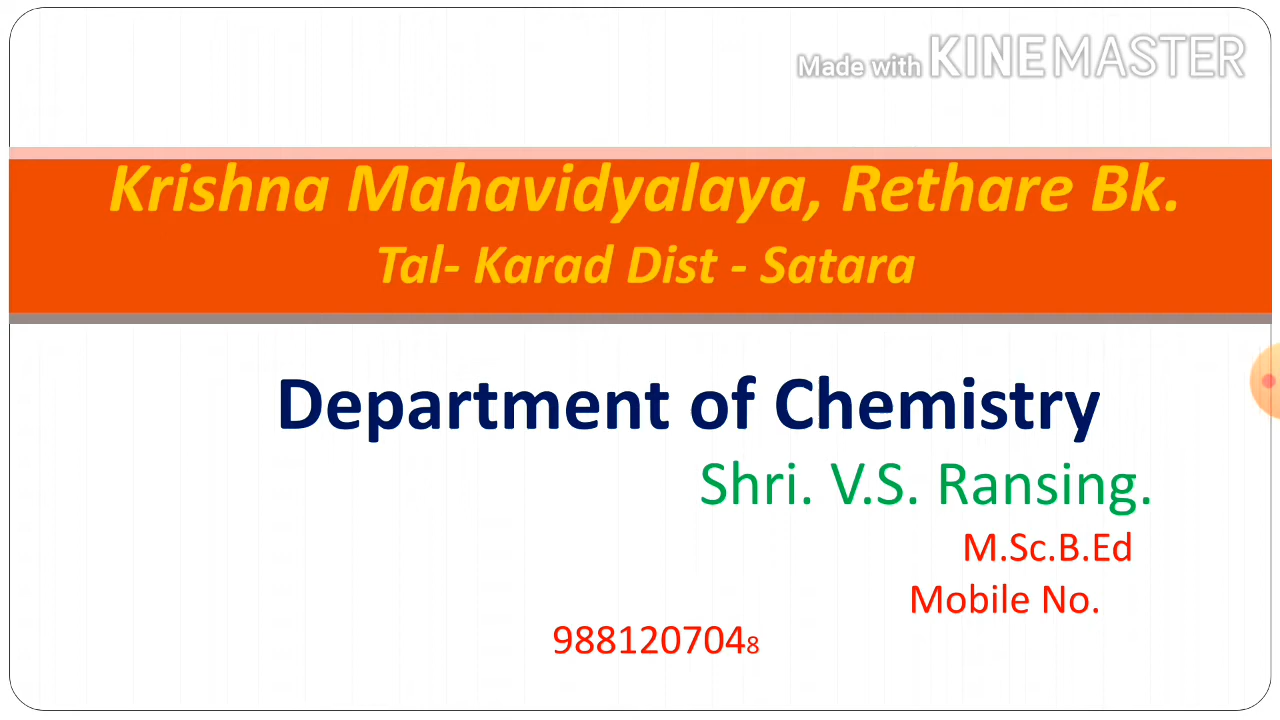 Made with KINEMASTER
Krishna Mahavidyalaya, Rethare Bk.
Tal- Karad Dist - Satara
Department of Chemistry
Shri. V.S. Ransing.
M.Sc.B.Ed
Mobile No.
9881207048